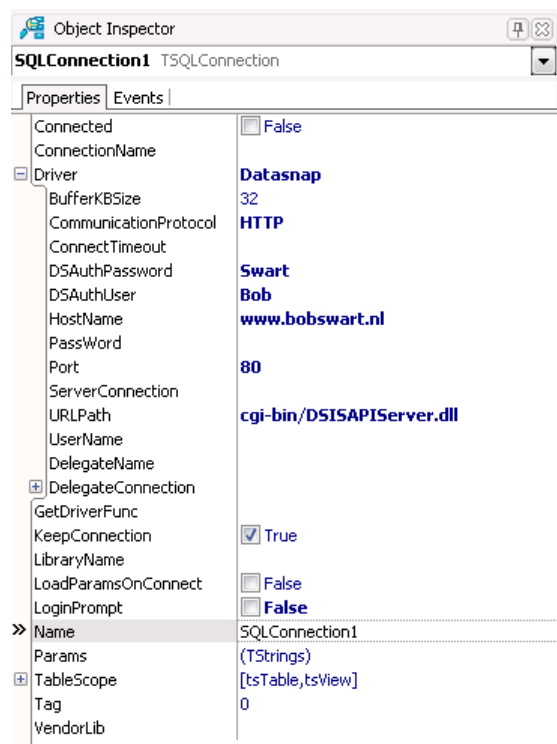 Object Inspector
SQLConnection1 TSQLConnection
Properties Events
Connected False
ConnectionName
Driver Datasnap
BufferKBSize 32
CommunicationProtocol HTTP
ConnectTimeout
DSAuthPassword Swart
DSAuthUser Bob
HostName www.bobswart.nl
PassWord
Port 80
ServerConnection
URLPath cgi-bin/DSISAPIServer.dll
UserName
DelegateName
DelegateConnection
GetDriverFunc
KeepConnection True
LibraryName
LoadParamsOnConnect False
LoginPrompt False
Name SQLConnection1
Params (TStrings)
TableScope [tsTable,tsView]
Tag 0
VendorLib